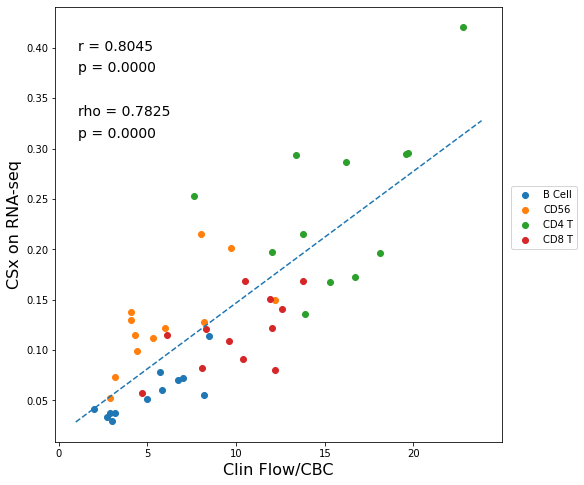 r = 0.8045
p = 0.0000
rho = 0.7825
p = 0.0000
CSx on RNA-seq
0.40
0.35
0.30
0.25
0.20
0.15
0.10
0.05
0
5
10
15
20
Clin Flow/CBC
B Cell
CD56
CD4 T
CD8 T